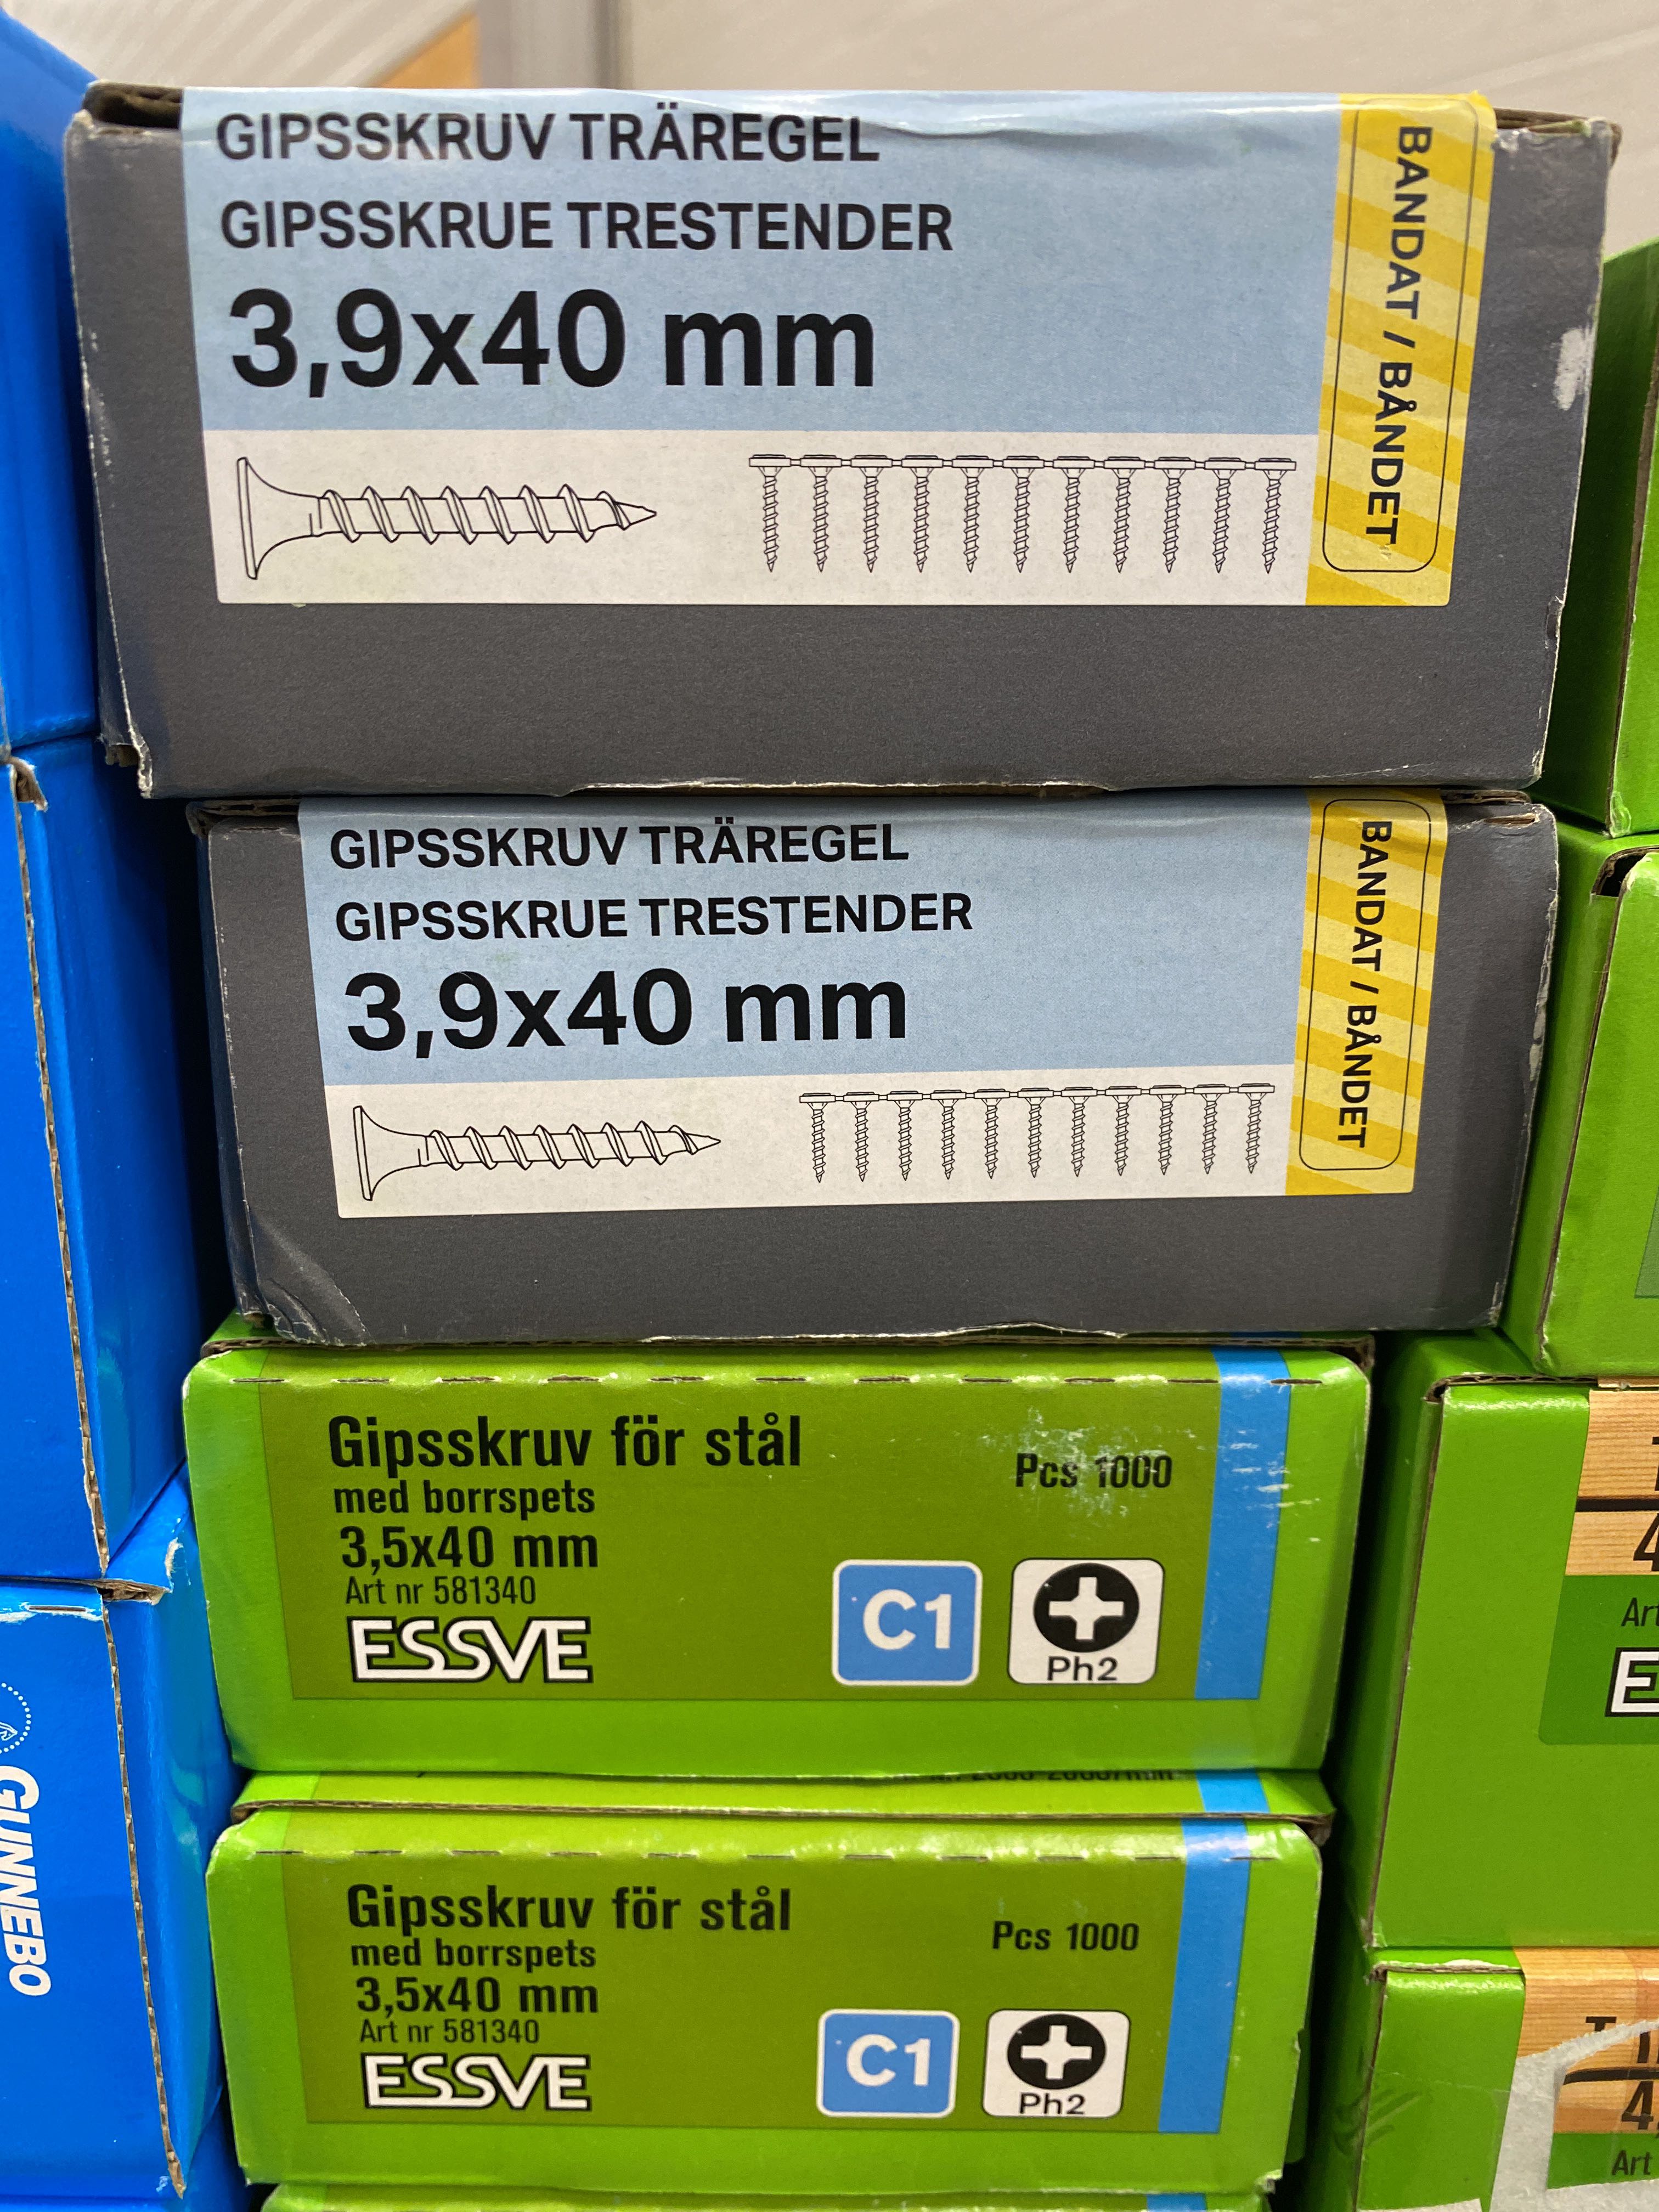 GIPSSKRUV TRÄREGEL
GIPSSKRUE TRESTENDER
3,9x40 mm
BANDAT / BÅNDET
GIPSSKRUV TRÄREGEL
GIPSSKRUE TRESTENDER
3,9x40 mm
BANDAT / BÅNDET
Gipsskruv för stål
med borrspets
3,5x40 mm
Art nr 581340
ESSVE
Pcs 1000
C1
Ph2
Gipsskruv för stål
med borrspets
3,5x40 mm
Art nr 581340
ESSVE
Pcs 1000
C1
Ph2
GUNNEBO
Art